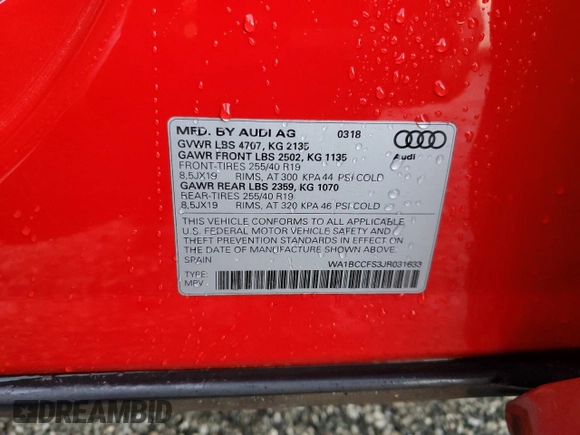 MFD. BY AUDI AG 0318
GVWR LBS 4707, KG 2135
GAWR FRONT LBS 2502, KG 1135
FRONT-TIRES 255/40 R19
8,5JX19 RIMS, AT 300 KPA 44 PSI COLD
GAWR REAR LBS 2359, KG 1070
REAR-TIRES 255/40 R19
8,5JX19 RIMS, AT 320 KPA 46 PSI COLD
Audi
THIS VEHICLE CONFORMS TO ALL APPLICABLE
U.S. FEDERAL MOTOR VEHICLE SAFETY AND
THEFT PREVENTION STANDARDS IN EFFECT ON
THE DATE OF MANUFACTURE SHOWN ABOVE.
SPAIN WA1BCCFS3JR031633
TYPE:
MPV
DREAMBID